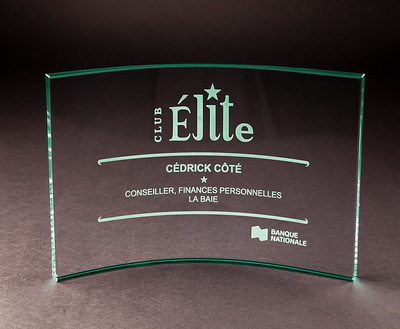 CLUB
Élite
CÉDRICK CÔTÉ
CONSEILLER, FINANCES PERSONNELLES
LA BAIE
BANQUE
NATIONALE